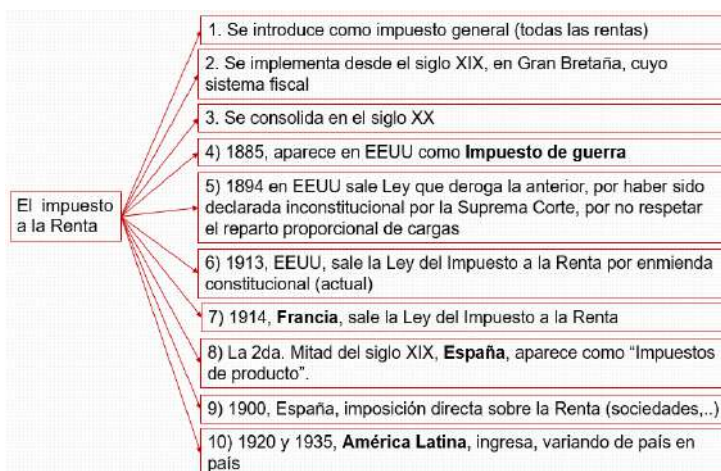 1. Se introduce como impuesto general (todas las rentas)
2. Se implementa desde el siglo XIX, en Gran Bretaña, cuyo
sistema fiscal
3. Se consolida en el siglo XX
4) 1885, aparece en EEUU como Impuesto de guerra
El impuesto
a la Renta
5) 1894 en EEUU sale Ley que deroga la anterior, por haber sido
declarada inconstitucional por la Suprema Corte, por no respetar
el reparto proporcional de cargas
6) 1913, EEUU, sale la Ley del Impuesto a la Renta por enmienda
constitucional (actual)
7) 1914, Francia, sale la Ley del Impuesto a la Renta
8) La 2da. Mitad del siglo XIX, España, aparece como “Impuestos
de producto”.
9) 1900, España, imposición directa sobre la Renta (sociedades,..)
10) 1920 y 1935, América Latina, ingresa, variando de país en
país